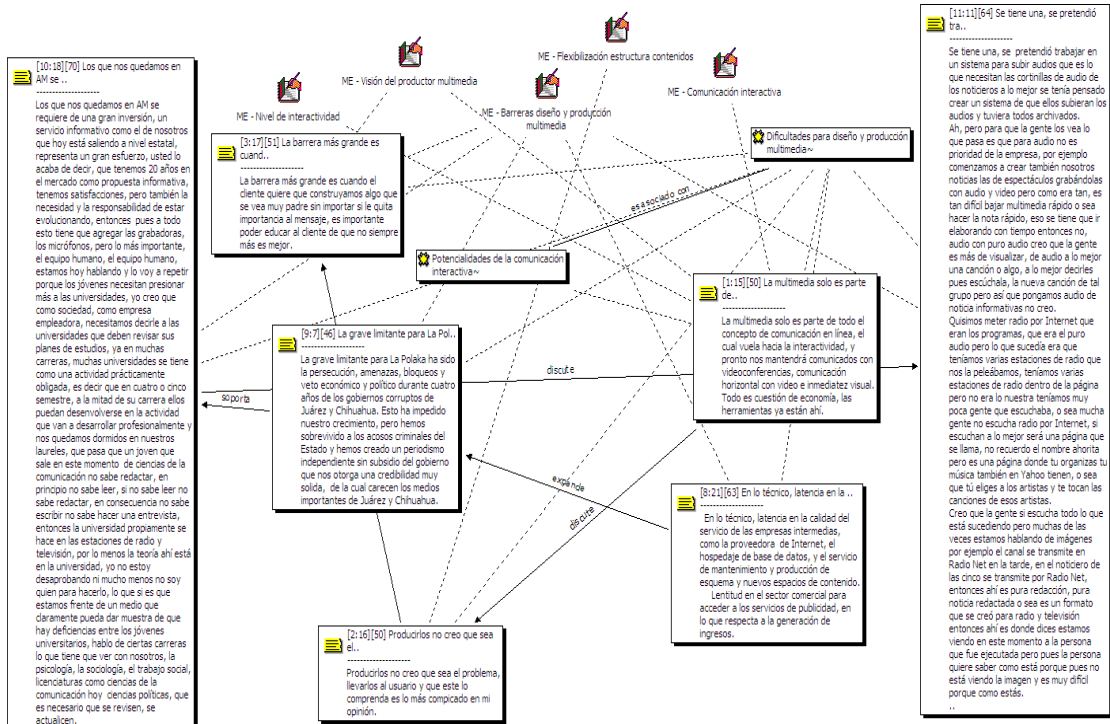 [10:18][70] Los que nos quedamos en
AM se ..
--------------------
Los que nos quedamos en AM se
requiere de una gran inversión, un
servicio informativo como el de nosotros
que hoy está saliendo a nivel estatal,
representa un gran esfuerzo, usted lo
acaba de decir, que tenemos 20 años en
el mercado como propuesta informativa,
tenemos satisfacciones, pero también la
necesidad y la responsabilidad de estar
evolucionando, entonces pues a todo
esto tiene que agregar las grabadoras,
los micrófonos, pero lo más importante,
el equipo humano, el equipo humano,
estamos hoy hablando y lo voy a repetir
porque los jóvenes necesitan presionar
más a las universidades, yo creo que
como sociedad, como empresa
empleadora, necesitamos decirle a las
universidades que deben revisar sus
planes de estudios, ya en muchas
carreras, muchas universidades se tiene
como una actividad prácticamente
obligada, es decir que en cuatro o cinco
semestre, a la mitad de su carrera ellos
puedan desenvolverse en la actividad
que van a desarrollar profesionalmente y
nos quedamos dormidos en nuestros
laureles, que pasa que un joven que
sale en este momento de ciencias de la
comunicación no sabe redactar, en
principio no sabe leer, si no sabe leer no
sabe redactar, en consecuencia no sabe
escribir no sabe hacer una entrevista,
entonces la universidad propiamente se
hace en las estaciones de radio y
televisión, por lo menos la teoría ahí está
en la universidad, yo no estoy
desaprobando ni mucho menos no soy
quien para hacerlo, lo que si es que
estamos frente de un medio que
claramente pueda dar muestra de que
hay deficiencias entre los jóvenes
universitarios, hablo de ciertas carreras
lo que tiene que ver con nosotros, la
psicología, la sociología, el trabajo social,
licenciaturas como ciencias de la
comunicación hoy ciencias políticas, que
es necesario que se revisen, se
actualicen.
ME - Nivel de interactividad
ME - Visión del productor multimedia
ME - Barreras diseño y producción
multimedia
ME - Flexibilización estructura contenidos
ME - Comunicación interactiva
Dificultades para diseño y producción
multimedia~
es asociado con
Potencialidades de la comunicación
interactiva~
[3:17][51] La barrera más grande es
cuand..
--------------------
La barrera más grande es cuando el
cliente quiere que construyamos algo que
se vea muy padre sin importar si le quita
importancia al mensaje, es importante
poder educar al cliente de que no siempre
más es mejor.
[1:15][50] La multimedia solo es parte
de..
--------------------
La multimedia solo es parte de todo el
concepto de comunicación en línea, el
cual vuela hacia la interactividad, y
pronto nos mantendrá comunicados con
videoconferencias, comunicación
horizontal con video e inmediatez visual.
Todo es cuestión de economía, las
herramientas ya están ahí.
[9:7][46] La grave limitante para La Pol..
--------------------
La grave limitante para La Polaka ha sido
la persecución, amenazas, bloqueos y
veto económico y político durante cuatro
años de los gobiernos corruptos de
Juárez y Chihuahua. Esto ha impedido
nuestro crecimiento, pero hemos
sobrevivido a los acosos criminales del
Estado y hemos creado un periodismo
independiente sin subsidio del gobierno
que nos otorga una credibilidad muy
solida, de la cual carecen los medios
importantes de Juárez y Chihuahua.
discute
soporta
expande
discute
[8:21][63] En lo técnico, latencia en la ..
--------------------
En lo técnico, latencia en la calidad del
servicio de las empresas intermedias,
como la proveedora de Internet, el
hospedaje de base de datos, y el servicio
de mantenimiento y producción de
esquema y nuevos espacios de contenido.
Lentitud en el sector comercial para
acceder a los servicios de publicidad, en
lo que respecta a la generación de
ingresos.
[2:16][50] Producirlos no creo que sea
el..
--------------------
Producirlos no creo que sea el problema,
llevarlos al usuario y que este lo
comprenda es lo más compicado en mi
opinión.
[11:11][64] Se tiene una, se pretendió
tra..
--------------------
Se tiene una, se pretendió trabajar en
un sistema para subir audios que es lo
que necesitan las cortinillas de audio de
los noticieros a lo mejor se tenía pensado
crear un sistema de que ellos subieran los
audios y tuviera todos archivados.
Ah, pero para que la gente los vea lo
que pasa es que para audio no es
prioridad de la empresa, por ejemplo
comenzamos a crear también nosotros
noticias las de espectáculos grabándolas
con audio y video pero como era tan, es
tan difícil bajar multimedia rápido o sea
hacer la nota rápido, eso se tiene que ir
elaborando con tiempo entonces no,
audio con puro audio creo que la gente
es más de visualizar, de audio a lo mejor
una canción o algo, a lo mejor decirles
pues escúchala, la nueva canción de tal
grupo pero así que pongamos audio de
noticia informativas no creo.
Quisimos meter radio por Internet que
eran los programas, que era el puro
audio pero lo que sucedía era que
teníamos varias estaciones de radio que
nos la peleábamos, teníamos varias
estaciones de radio dentro de la página
pero no era lo nuestra teníamos muy
poca gente que escuchaba, o sea mucha
gente no escucha radio por Internet, si
escuchan a lo mejor será una página que
se llama, no recuerdo el nombre ahorita
pero es una página donde tu organizas tu
música también en Yahoo tienen, o sea
que tú eliges a los artistas y te tocan las
canciones de esos artistas.
Creo que la gente si escucha todo lo que
está sucediendo pero muchas de las
veces estamos hablando de imágenes
por ejemplo el canal se transmite en
Radio Net en la tarde, en el noticiero de
las cinco se transmite por Radio Net,
entonces ahí es pura redacción, pura
noticia redactada o sea es un formato
que se creó para radio y televisión
entonces ahí es donde dices estamos
viendo en este momento a la persona
que fue ejecutada pero pues la persona
quiere saber como está porque pues no
está viendo la imagen y es muy difícil
porque como estás.
..